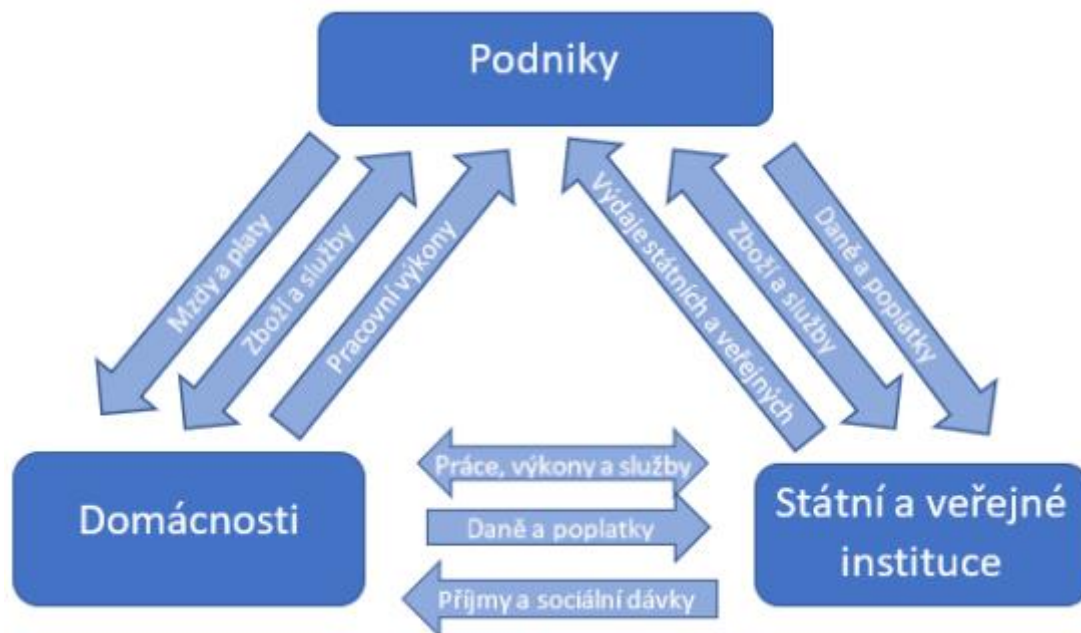 Podniky
Mzdy a platy
Zboží a služby
Pracovní výkony
Výdaje státních a veřejných
Zboží a služby
Daně a poplatky
Domácnosti
Práce, výkony a služby
Daně a poplatky
Příjmy a sociální dávky
Státní a veřejné
instituce